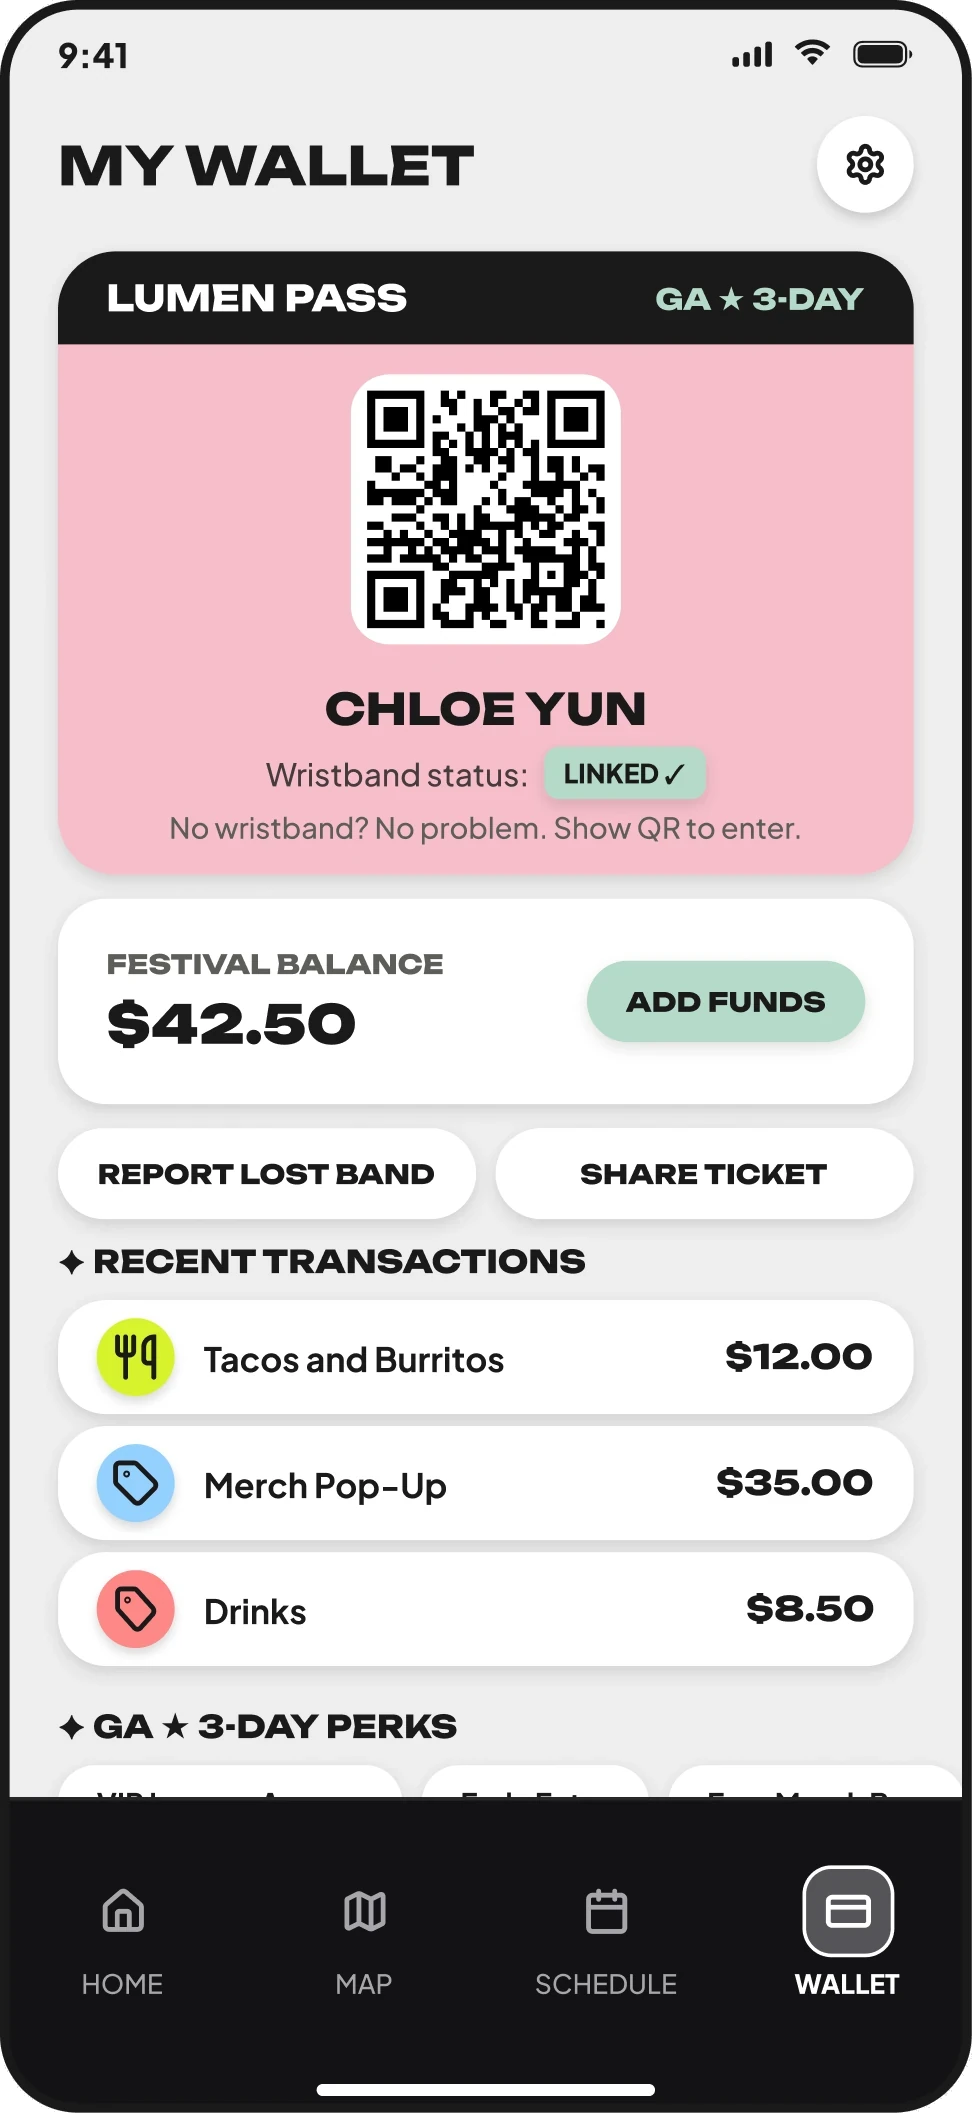 9:41
MY WALLET
LUMEN PASS
GA ★ 3-DAY
CHLOE YUN
Wristband status: LINKED ✓
No wristband? No problem. Show QR to enter.
FESTIVAL BALANCE
$42.50
ADD FUNDS
REPORT LOST BAND
SHARE TICKET
✦ RECENT TRANSACTIONS
Tacos and Burritos $12.00
Merch Pop-Up $35.00
Drinks $8.50
✦ GA ★ 3-DAY PERKS
HOME
MAP
SCHEDULE
WALLET